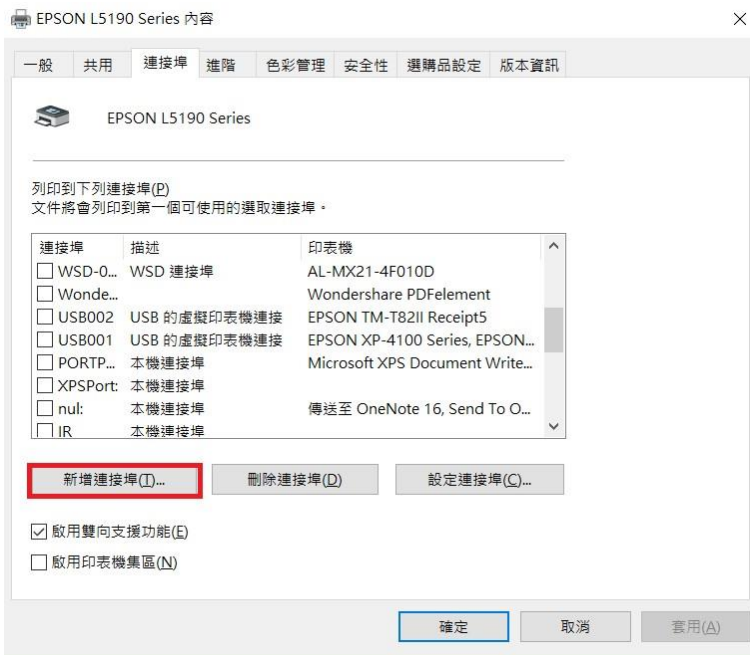 EPSON L5190 Series 內容
一般 共用 連接埠 進階 色彩管理 安全性 選購品設定 版本資訊
EPSON L5190 Series
列印到下列連接埠(P)
文件將會列印到第一個可使用的選取連接埠。
連接埠 描述 印表機
WSD-0... WSD 連接埠 AL-MX21-4F010D
Wonde... Wondershare PDFelement
USB002 USB 的虛擬印表機連接 EPSON TM-T82II Receipt5
USB001 USB 的虛擬印表機連接 EPSON XP-4100 Series, EPSON...
PORTP... 本機連接埠 Microsoft XPS Document Write...
XPSPort: 本機連接埠
nul: 本機連接埠 傳送至 OneNote 16, Send To O...
IR 本機連接埠
新增連接埠(T)... 刪除連接埠(D) 設定連接埠(C)...
啟用雙向支援功能(E)
啟用印表機集區(N)
確定 取消 套用(A)